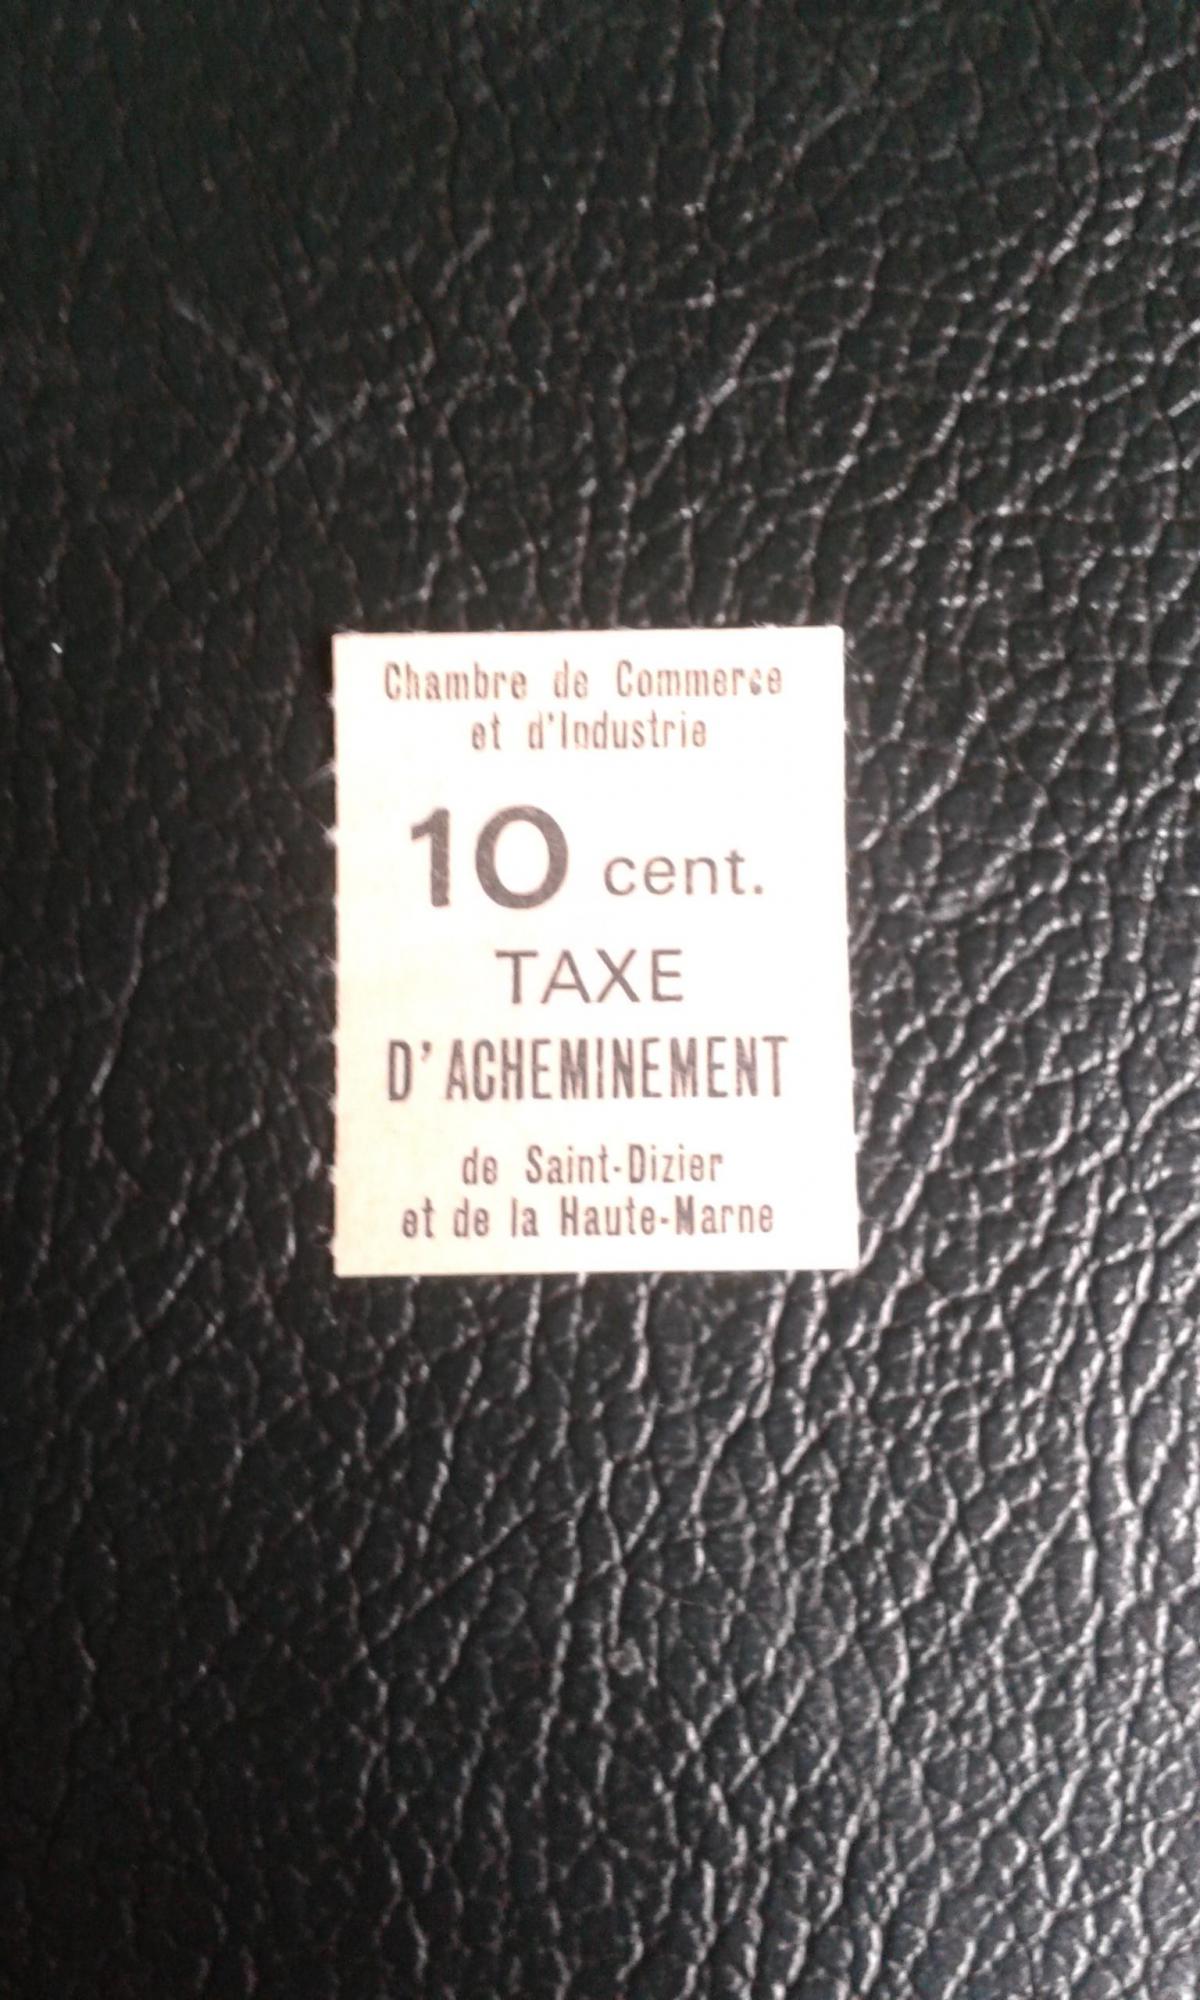 Chambre de Commerce
et d'Industrie
10 cent.
TAXE
D'ACHEMINEMENT
de Saint-Dizier
et de la Haute-Marne